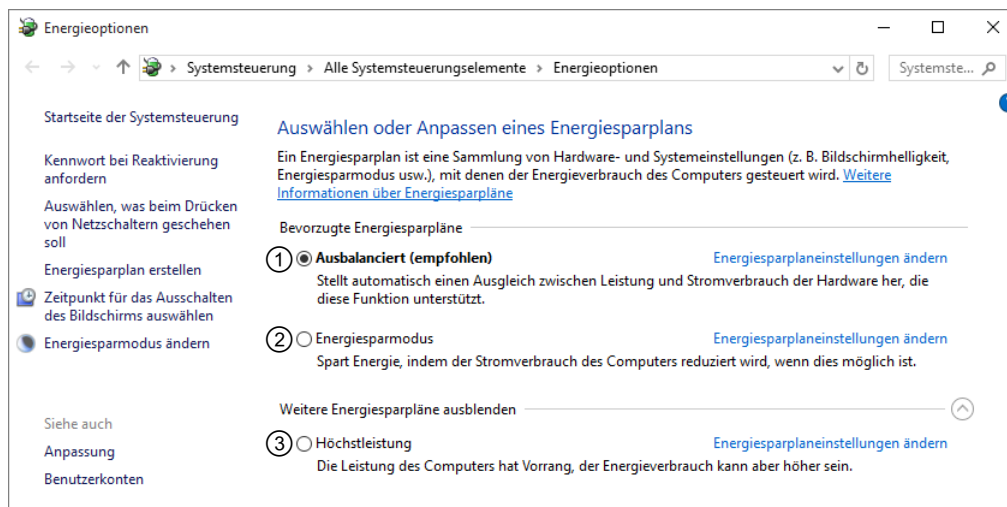 Energieoptionen
Systemsteuerung > Alle Systemsteuerungselemente > Energieoptionen
Systemste...
Startseite der Systemsteuerung
Kennwort bei Reaktivierung
anfordern
Auswählen, was beim Drücken
von Netzschaltern geschehen
soll
Energiesparplan erstellen
Zeitpunkt für das Ausschalten
des Bildschirms auswählen
Energiesparmodus ändern
Siehe auch
Anpassung
Benutzerkonten
Auswählen oder Anpassen eines Energiesparplans
Ein Energiesparplan ist eine Sammlung von Hardware- und Systemeinstellungen (z. B. Bildschirmhelligkeit,
Energiesparmodus usw.), mit denen der Energieverbrauch des Computers gesteuert wird. Weitere
Informationen über Energiesparpläne
Bevorzugte Energiesparpläne
1 Ausbalanciert (empfohlen) Energiesparplaneinstellungen ändern
Stellt automatisch einen Ausgleich zwischen Leistung und Stromverbrauch der Hardware her, die
diese Funktion unterstützt.
2 Energiesparmodus Energiesparplaneinstellungen ändern
Spart Energie, indem der Stromverbrauch des Computers reduziert wird, wenn dies möglich ist.
Weitere Energiesparpläne ausblenden
3 Höchstleistung Energiesparplaneinstellungen ändern
Die Leistung des Computers hat Vorrang, der Energieverbrauch kann aber höher sein.